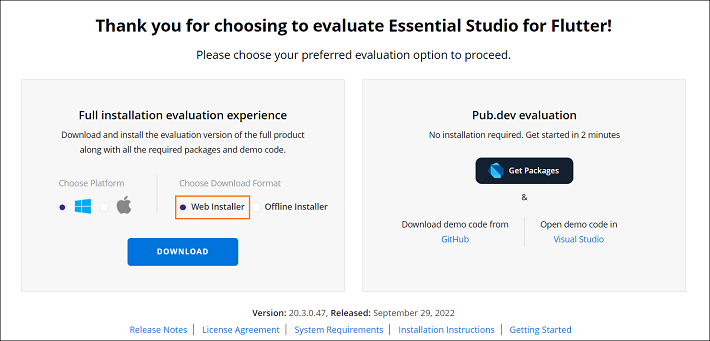 Thank you for choosing to evaluate Essential Studio for Flutter!
Please choose your preferred evaluation option to proceed.
Full installation evaluation experience
Download and install the evaluation version of the full product
along with all the required packages and demo code.
Choose Platform
Choose Download Format
Web Installer
Offline Installer
DOWNLOAD
Pub.dev evaluation
No installation required. Get started in 2 minutes
Get Packages
&
Download demo code from
GitHub
Open demo code in
Visual Studio
Version: 20.3.0.47, Released: September 29, 2022
Release Notes | License Agreement | System Requirements | Installation Instructions | Getting Started